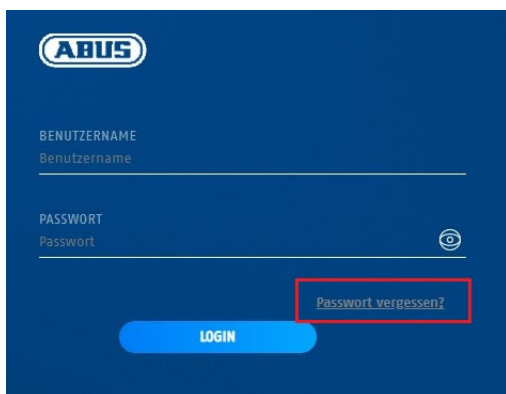 ABUS
BENUTZERNAME
Benutzername
PASSWORT
Passwort
Passwort vergessen?
LOGIN